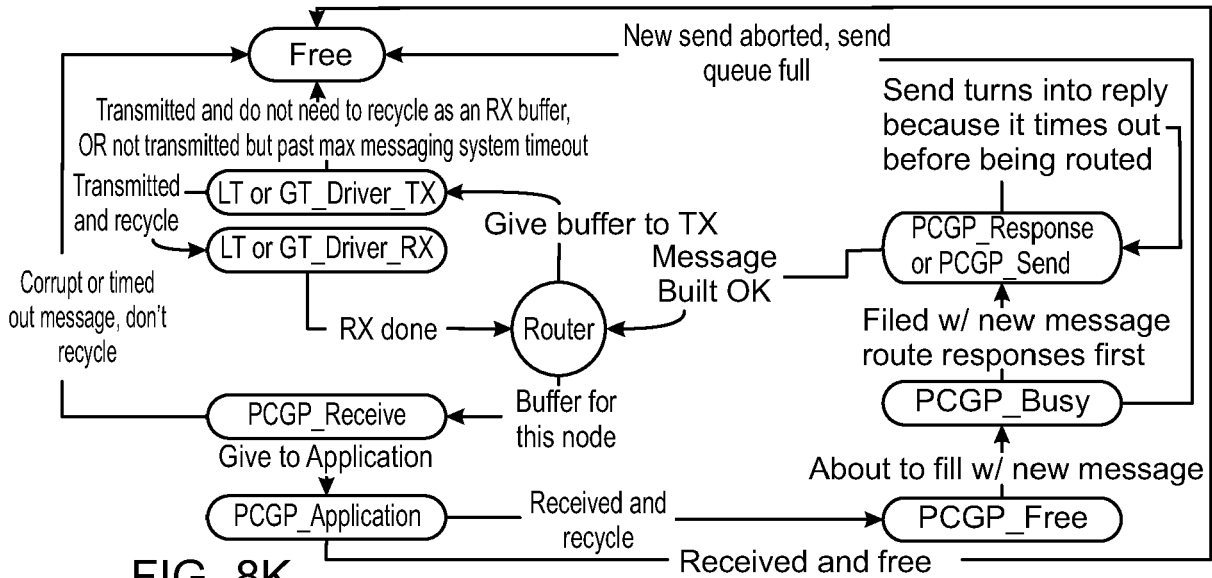 Free
New send aborted, send
queue full
Transmitted and do not need to recycle as an RX buffer,
OR not transmitted but past max messaging system timeout
Send turns into reply
because it times out
before being routed
Transmitted
and recycle
LT or GT_Driver_TX
LT or GT_Driver_RX
Give buffer to TX
Message
Built OK
PCGP_Response
or PCGP_Send
Corrupt or timed
out message, don't
recycle
RX done
Router
Filed w/ new message
route responses first
PCGP_Receive
Buffer for
this node
PCGP_Busy
Give to Application
About to fill w/ new message
PCGP_Application
Received and
recycle
PCGP_Free
Received and free
FIG. 8K